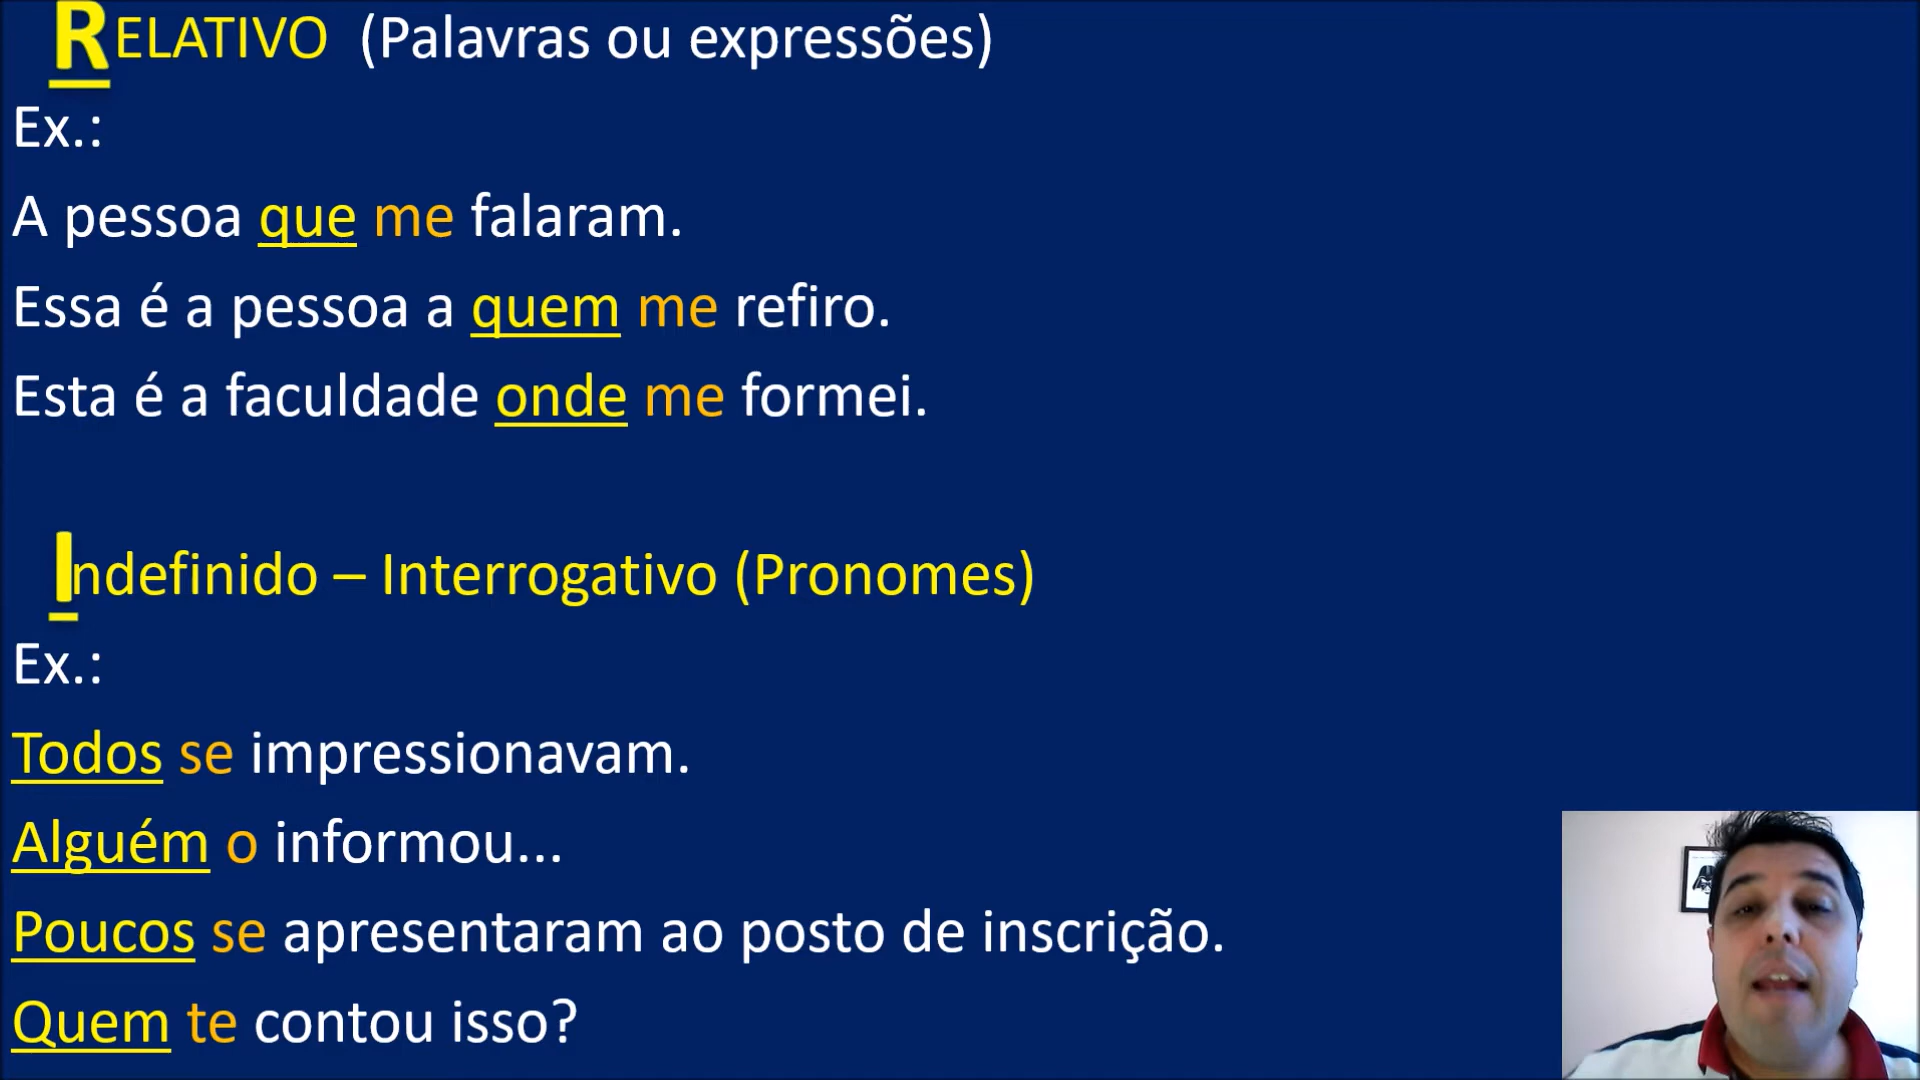 RELATIVO (Palavras ou expressões)
Ex.:
A pessoa que me falaram.
Essa é a pessoa a quem me refiro.
Esta é a faculdade onde me formei.
Indefinido – Interrogativo (Pronomes)
Ex.:
Todos se impressionavam.
Alguém o informou...
Poucos se apresentaram ao posto de inscrição.
Quem te contou isso?